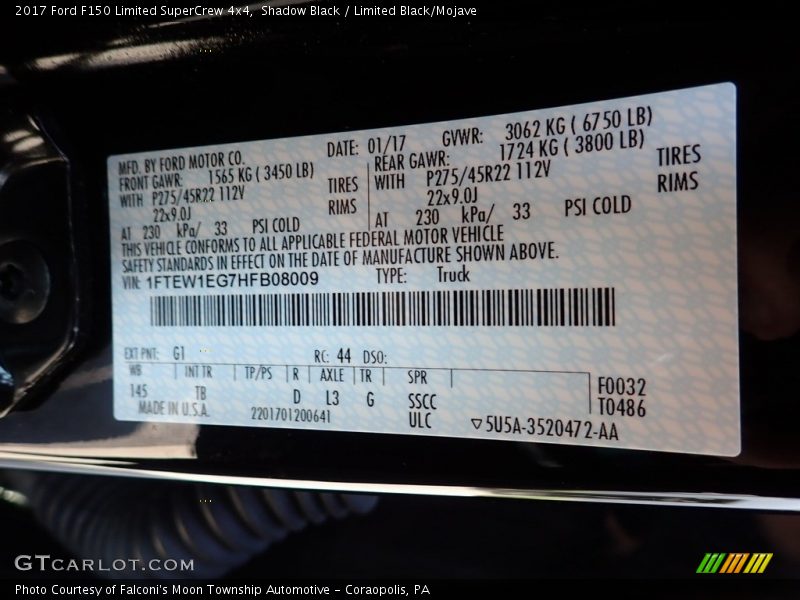 2017 Ford F150 Limited SuperCrew 4x4,  Shadow Black / Limited Black/Mojave
MFD. BY FORD MOTOR CO.
DATE: 01/17
GVWR: 3062 KG ( 6750 LB)
FRONT GAWR: 1565 KG ( 3450 LB)
REAR GAWR: 1724 KG ( 3800 LB)
WITH P275/45R22 112V TIRES
WITH P275/45R22 112V TIRES
22x9.0J RIMS
22x9.0J RIMS
AT 230 kPa/ 33 PSI COLD
AT 230 kPa/ 33 PSI COLD
THIS VEHICLE CONFORMS TO ALL APPLICABLE FEDERAL MOTOR VEHICLE
SAFETY STANDARDS IN EFFECT ON THE DATE OF MANUFACTURE SHOWN ABOVE.
VIN: 1FTEW1EG7HFB08009 TYPE: Truck
EXT PNT: G1 RC: 44 DSO:
WB INT TR TP/PS R AXLE TR SPR
145 TB D L3 G SSCC
F0032
T0486
MADE IN U.S.A. 2201701200641 ULC ▽5U5A-3520472-AA
GTCARLOT.COM
Photo Courtesy of Falconi's Moon Township Automotive – Coraopolis, PA